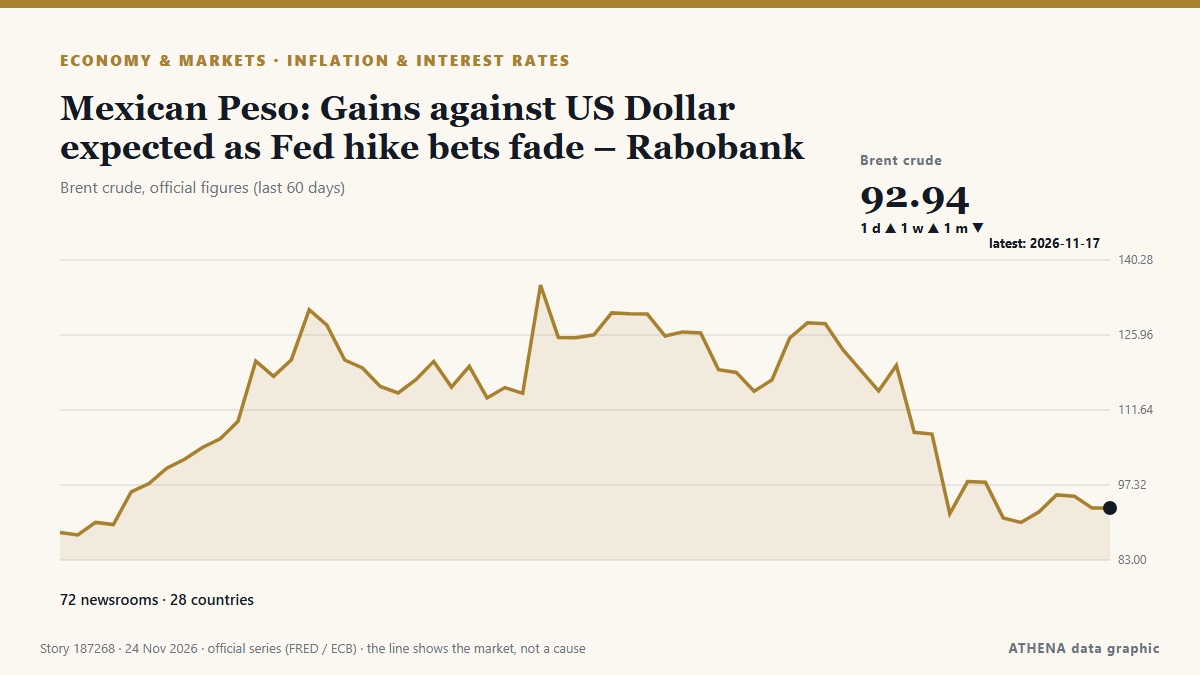 ECONOMY & MARKETS · INFLATION & INTEREST RATES
Mexican Peso: Gains against US Dollar
expected as Fed hike bets fade – Rabobank
Brent crude, official figures (last 60 days)
Brent crude
92.94
1 d ▲ 1 w ▲ 1 m ▼
latest: 2026-11-17
140.28
125.96
111.64
97.32
83.00
72 newsrooms · 28 countries
Story 187268 · 24 Nov 2026 · official series (FRED / ECB) · the line shows the market, not a cause
ATHENA data graphic